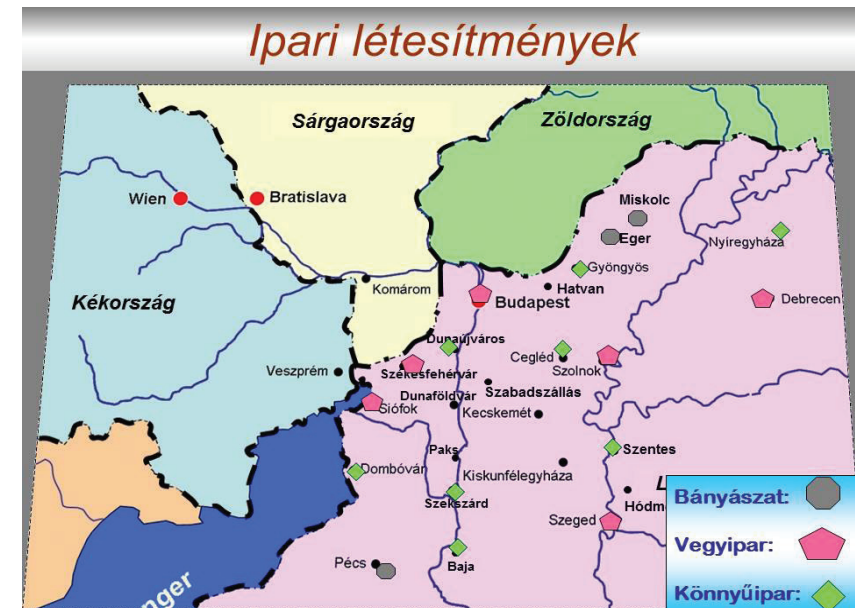 Ipari létesítmények
Sárgaország
Zöldország
Wien
Bratislava
Miskolc
Eger
Nyíregyháza
Gyöngyös
Komárom
Hatvan
Kékország
Budapest
Debrecen
Dunaújváros
Cegléd
Szolnok
Veszprém
Székesfehérvár
Szabadszállás
Dunaföldvár
Siófok
Kecskemét
Paks
Szentes
Dombóvár
Kiskunfélegyháza
Szekszárd
Bányászat:
Szeged
Vegyipar:
Pécs
Baja
Könnyűipar: